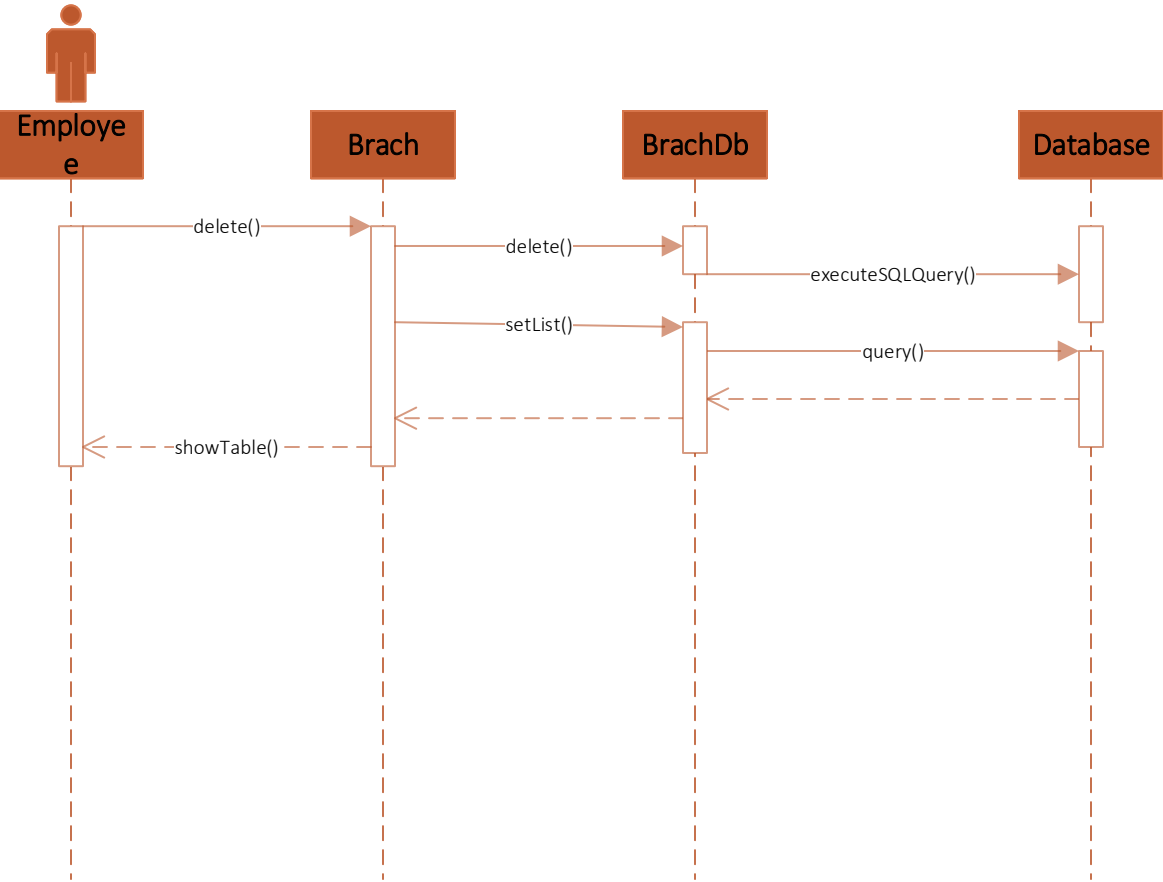 Employe
e
Brach
BrachDb
Database
delete()
delete()
executeSQLQuery()
setList()
query()
showTable()